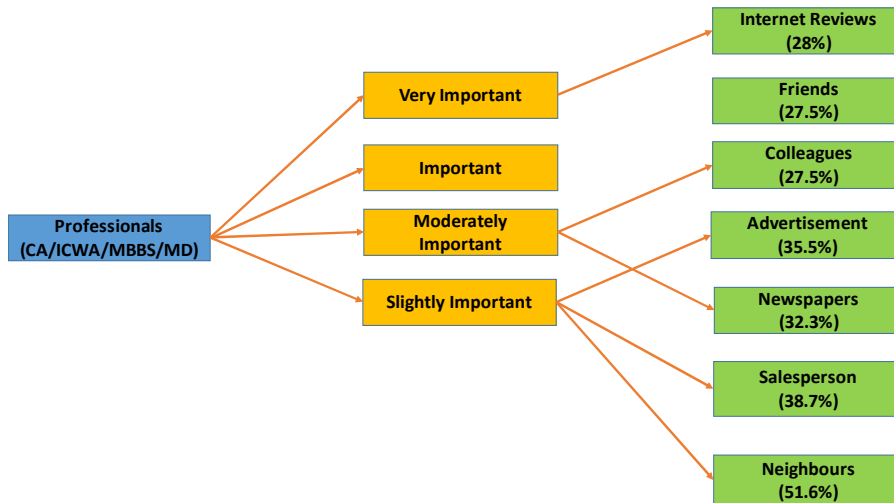 Professionals
(CA/ICWA/MBBS/MD)
Very Important
Important
Moderately
Important
Slightly Important
Internet Reviews
(28%)
Friends
(27.5%)
Colleagues
(27.5%)
Advertisement
(35.5%)
Newspapers
(32.3%)
Salesperson
(38.7%)
Neighbours
(51.6%)